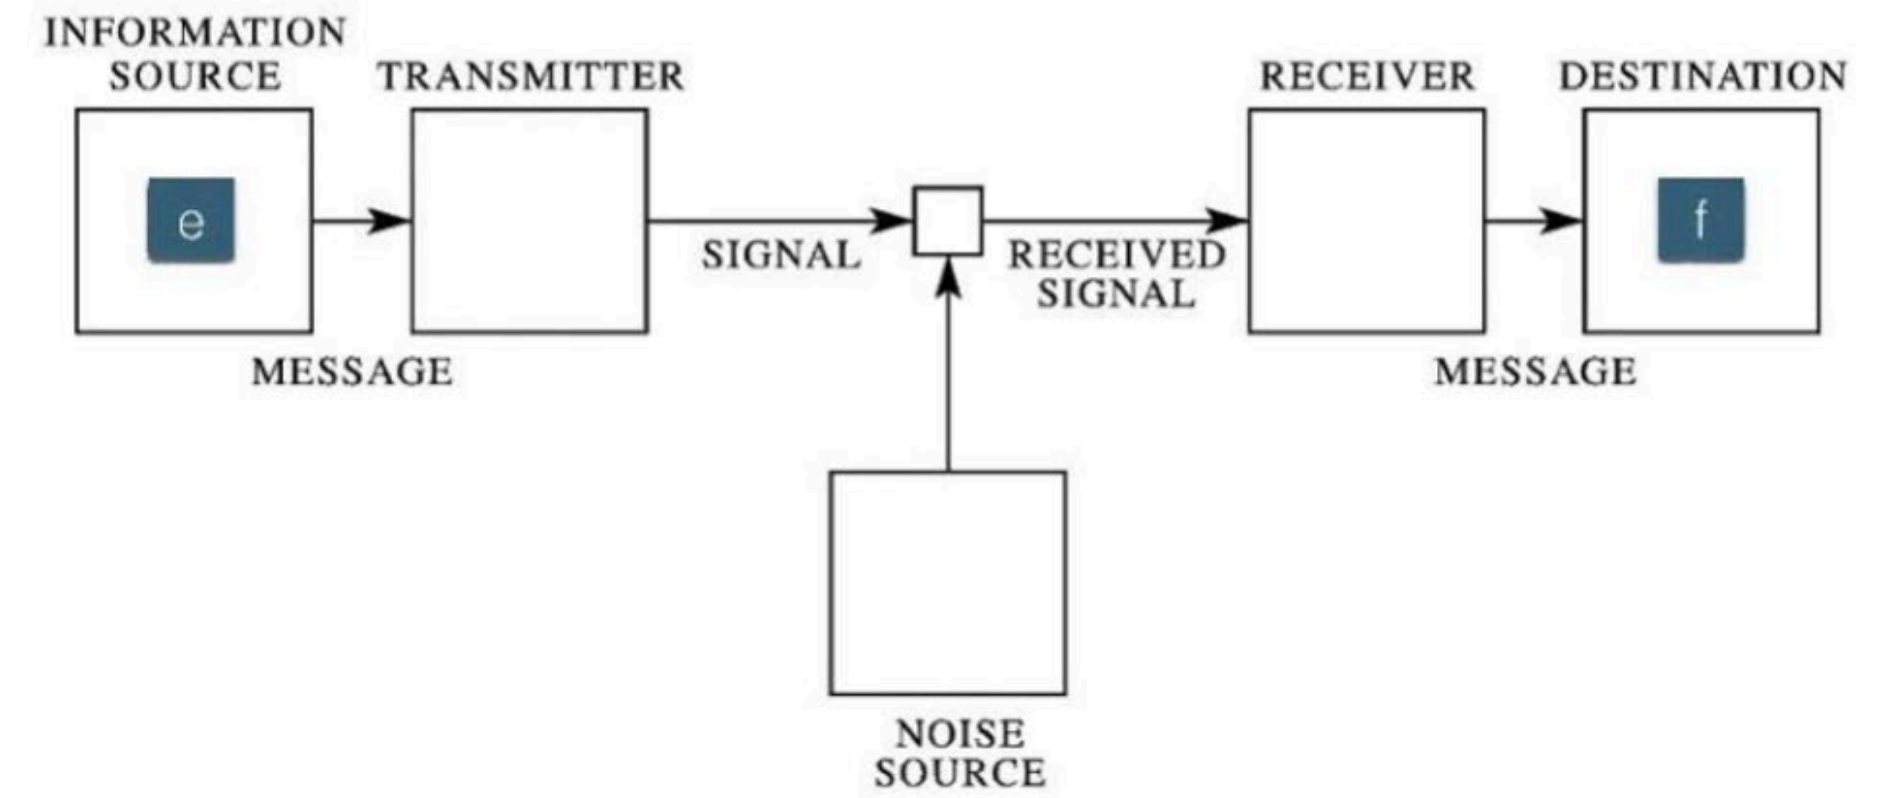 INFORMATION
SOURCE
TRANSMITTER
RECEIVER
DESTINATION
e
f
SIGNAL
RECEIVED
SIGNAL
MESSAGE
MESSAGE
NOISE
SOURCE